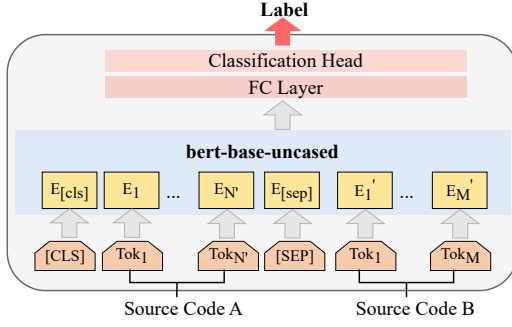 Label
Classification Head
FC Layer
bert-base-uncased
E[cls] E1 ... EN' E[sep] E1' ... EM'
[CLS] Tok1 TokN' [SEP] Tok1 TokM
Source Code A Source Code B